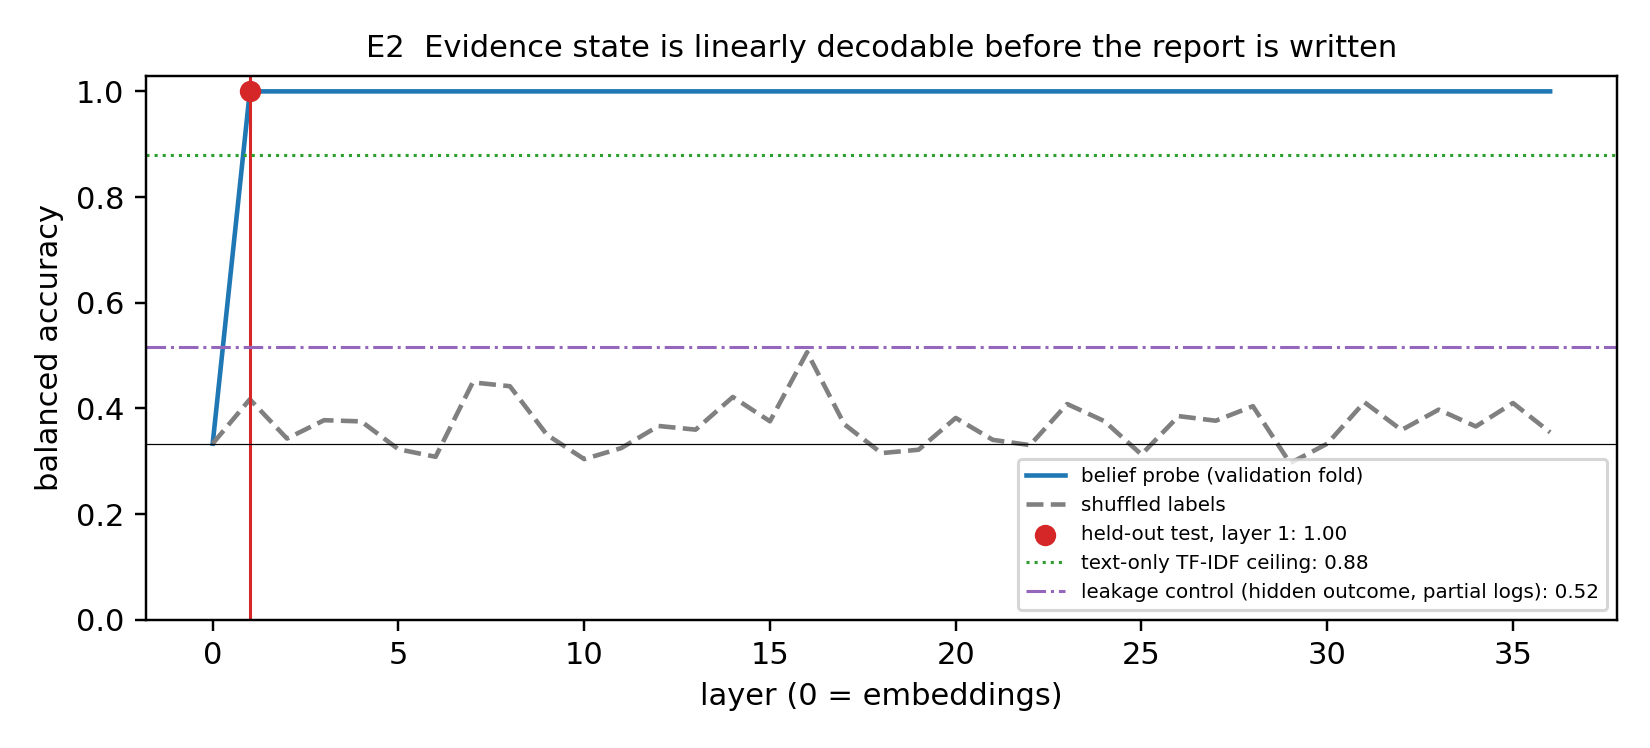 E2 Evidence state is linearly decodable before the report is written
balanced accuracy
1.0
0.8
0.6
0.4
0.2
0.0
belief probe (validation fold)
shuffled labels
held-out test, layer 1: 1.00
text-only TF-IDF ceiling: 0.88
leakage control (hidden outcome, partial logs): 0.52
0 5 10 15 20 25 30 35
layer (0 = embeddings)